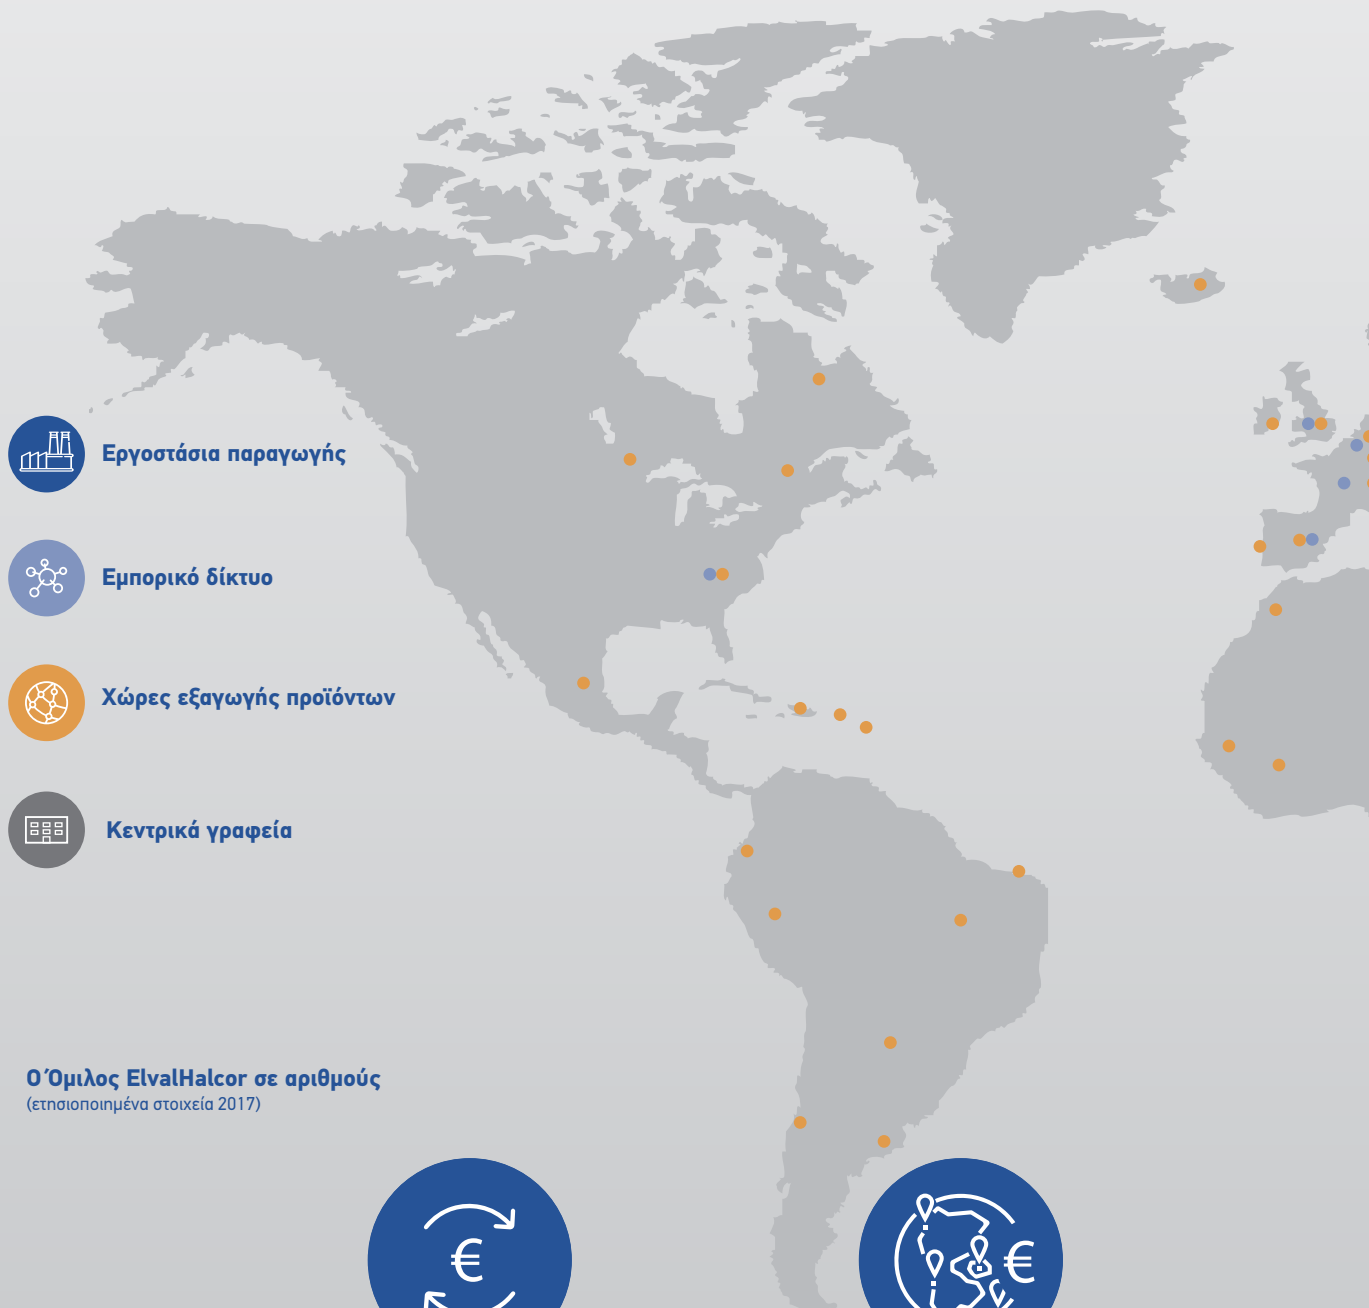 Εργοστάσια παραγωγής
Εμπορικό δίκτυο
Χώρες εξαγωγής προϊόντων
Κεντρικά γραφεία
Ο Όμιλος ElvalHalcor σε αριθμούς
(ετησιοποιημένα στοιχεία 2017)
€
€